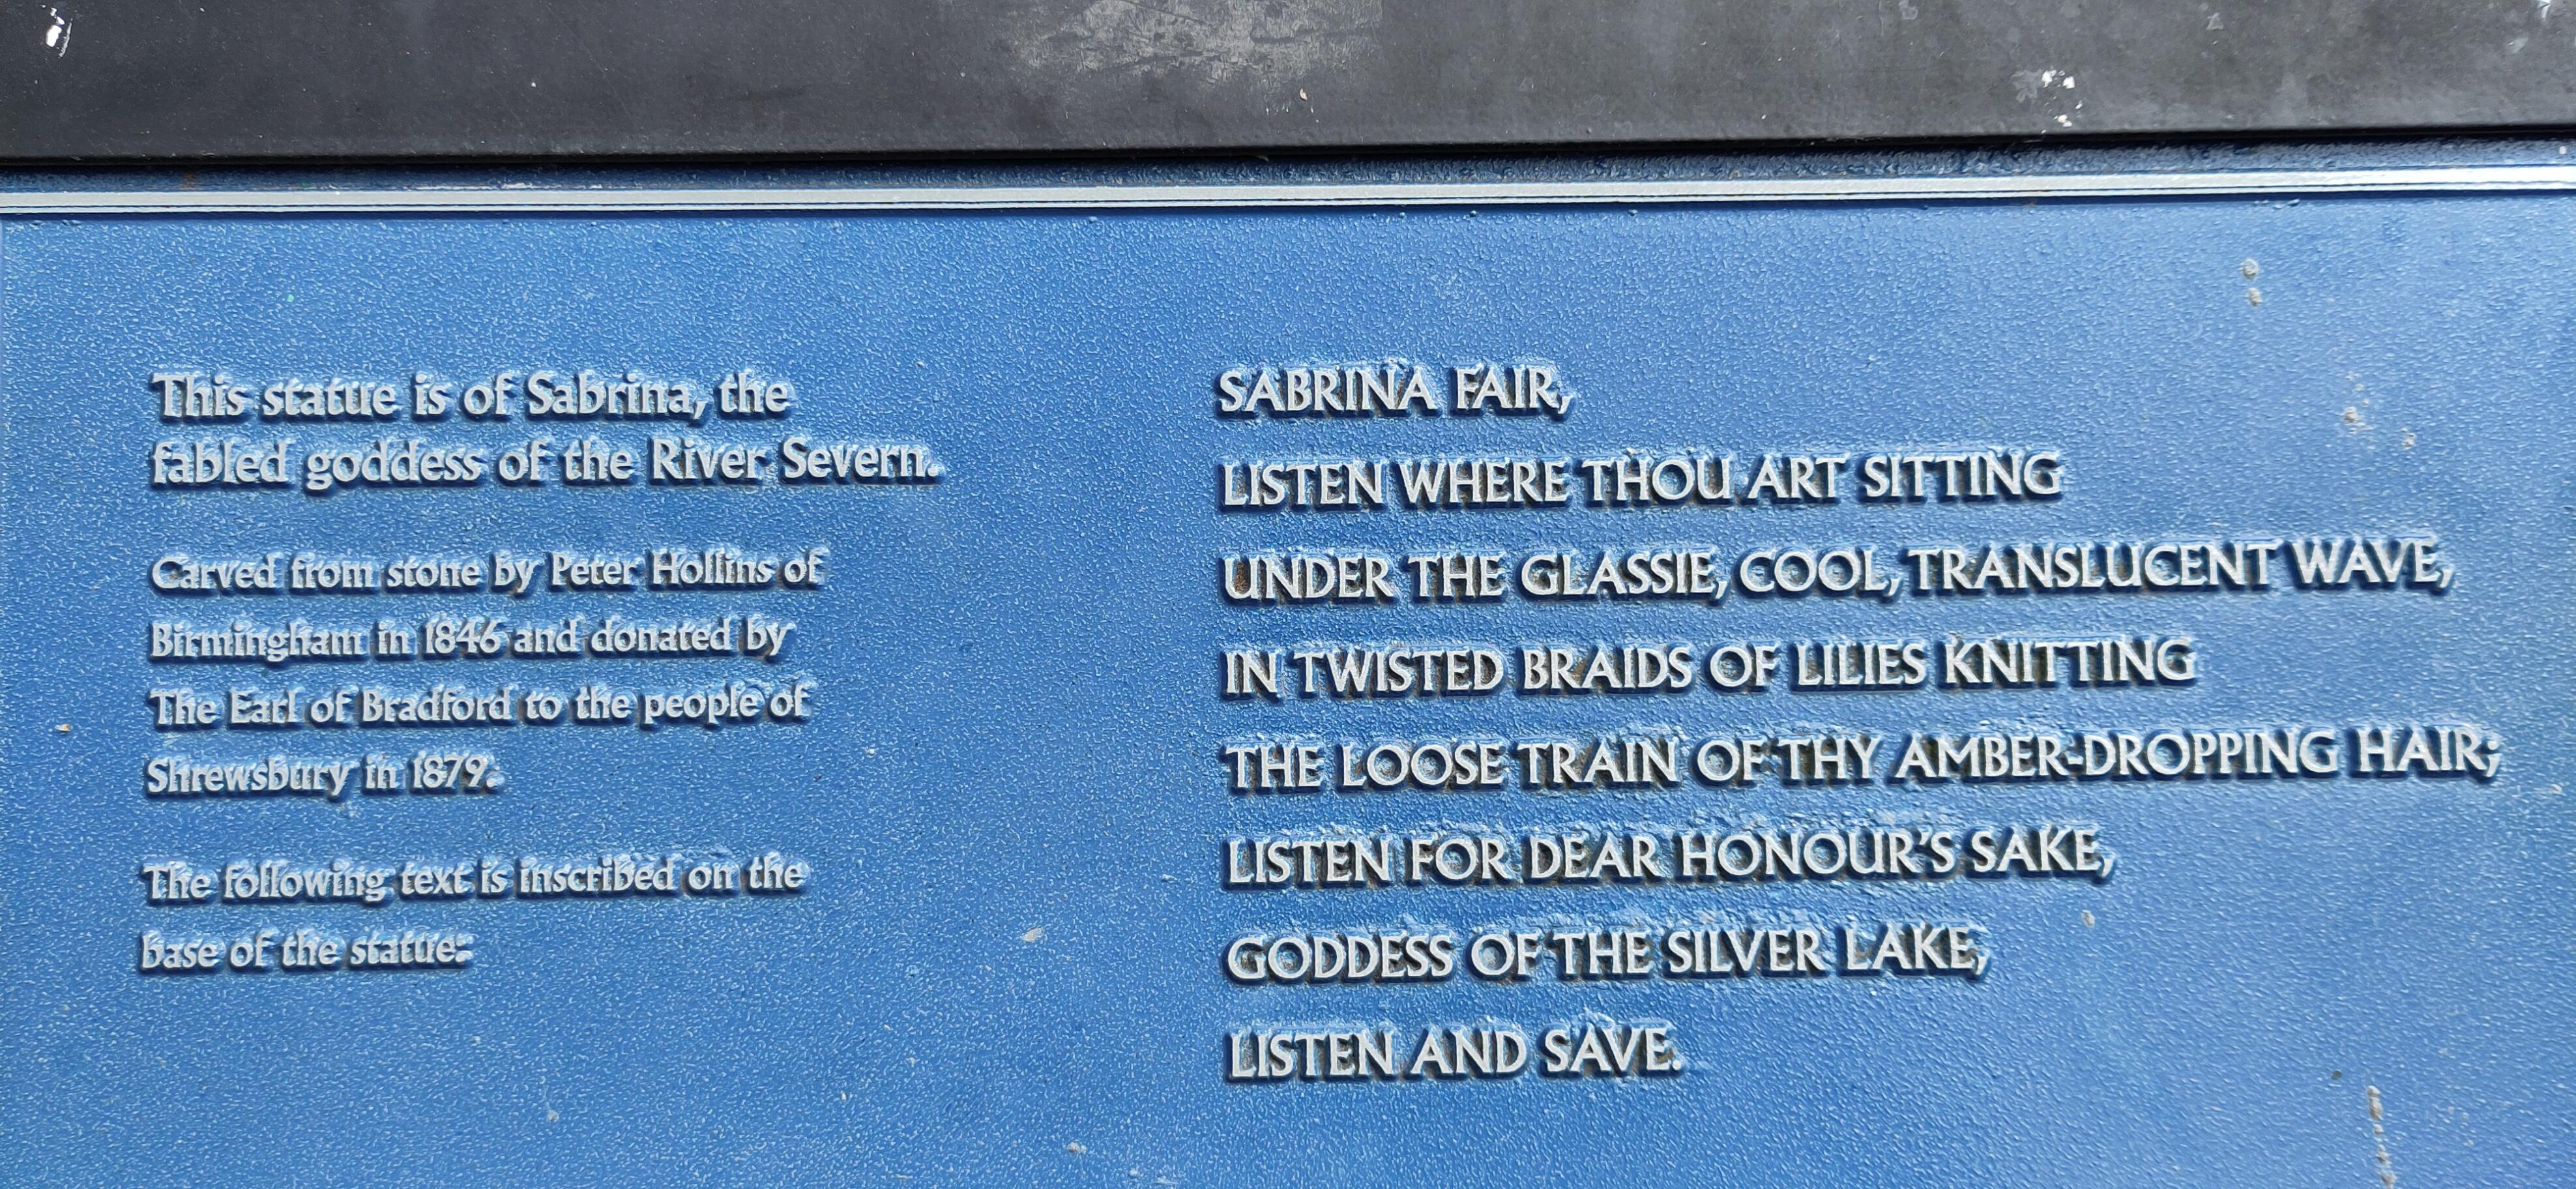 This statue is of Sabrina, the
fabled goddess of the River Severn.
Carved from stone by Peter Hollins of
Birmingham in 1846 and donated by
The Earl of Bradford to the people of
Shrewsbury in 1879.
The following text is inscribed on the
base of the statue:
SABRINA FAIR,
LISTEN WHERE THOU ART SITTING
UNDER THE GLASSIE, COOL, TRANSLUCENT WAVE,
IN TWISTED BRAIDS OF LILIES KNITTING
THE LOOSE TRAIN OF THY AMBER-DROPPING HAIR;
LISTEN FOR DEAR HONOUR'S SAKE,
GODDESS OF THE SILVER LAKE,
LISTEN AND SAVE.